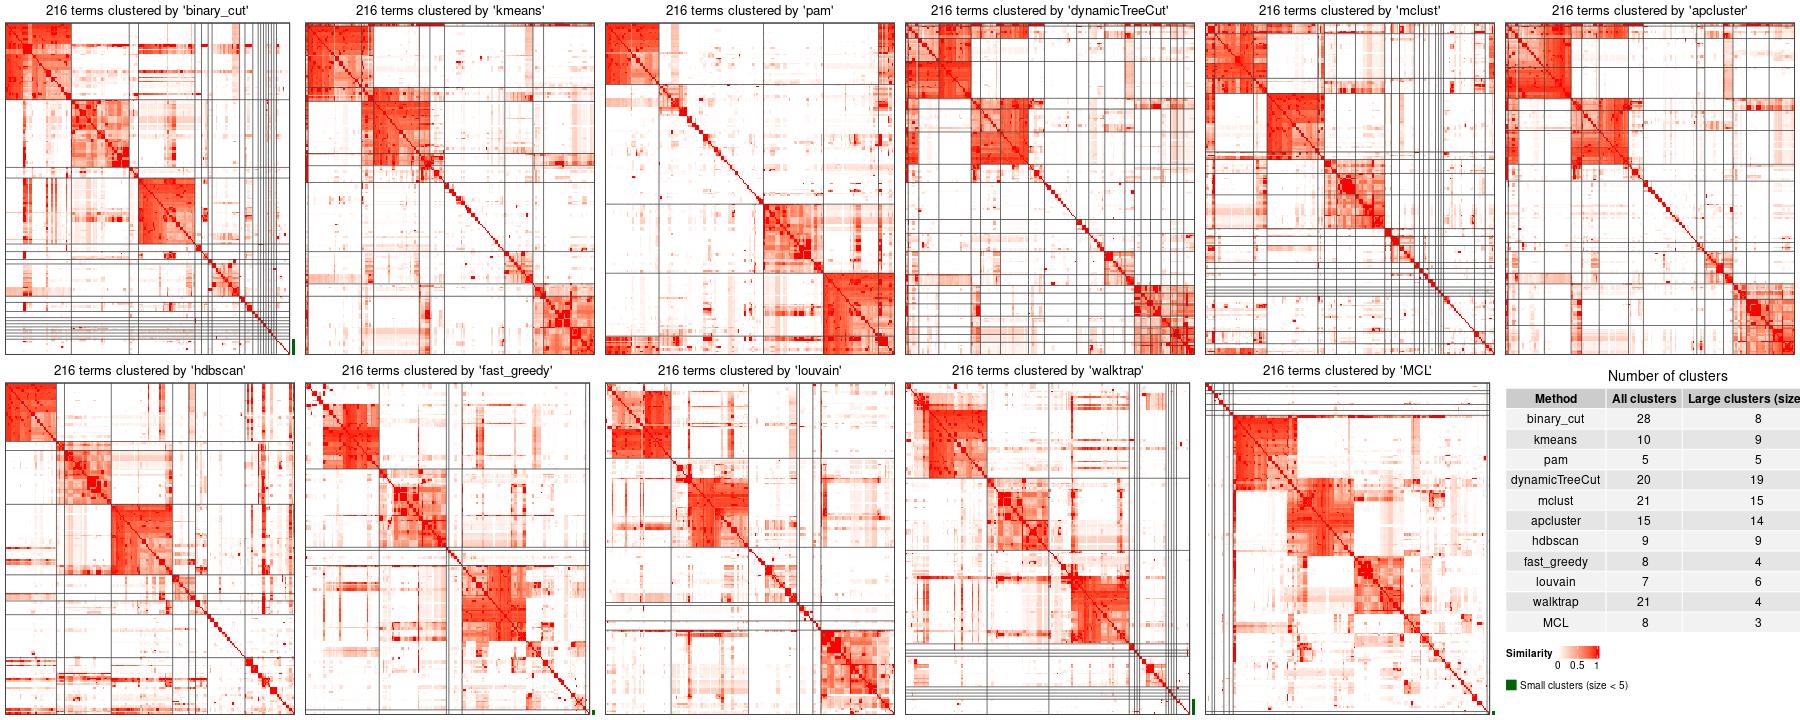 216 terms clustered by 'binary_cut'
216 terms clustered by 'kmeans'
216 terms clustered by 'pam'
216 terms clustered by 'dynamicTreeCut'
216 terms clustered by 'mclust'
216 terms clustered by 'apcluster'
216 terms clustered by 'hdbscan'
216 terms clustered by 'fast_greedy'
216 terms clustered by 'louvain'
216 terms clustered by 'walktrap'
216 terms clustered by 'MCL'
Number of clusters
Method All clusters Large clusters (size
binary_cut 28 8
kmeans 10 9
pam 5 5
dynamicTreeCut 20 19
mclust 21 15
apcluster 15 14
hdbscan 9 9
fast_greedy 8 4
louvain 7 6
walktrap 21 4
MCL 8 3
Similarity
0 0.5 1
Small clusters (size < 5)